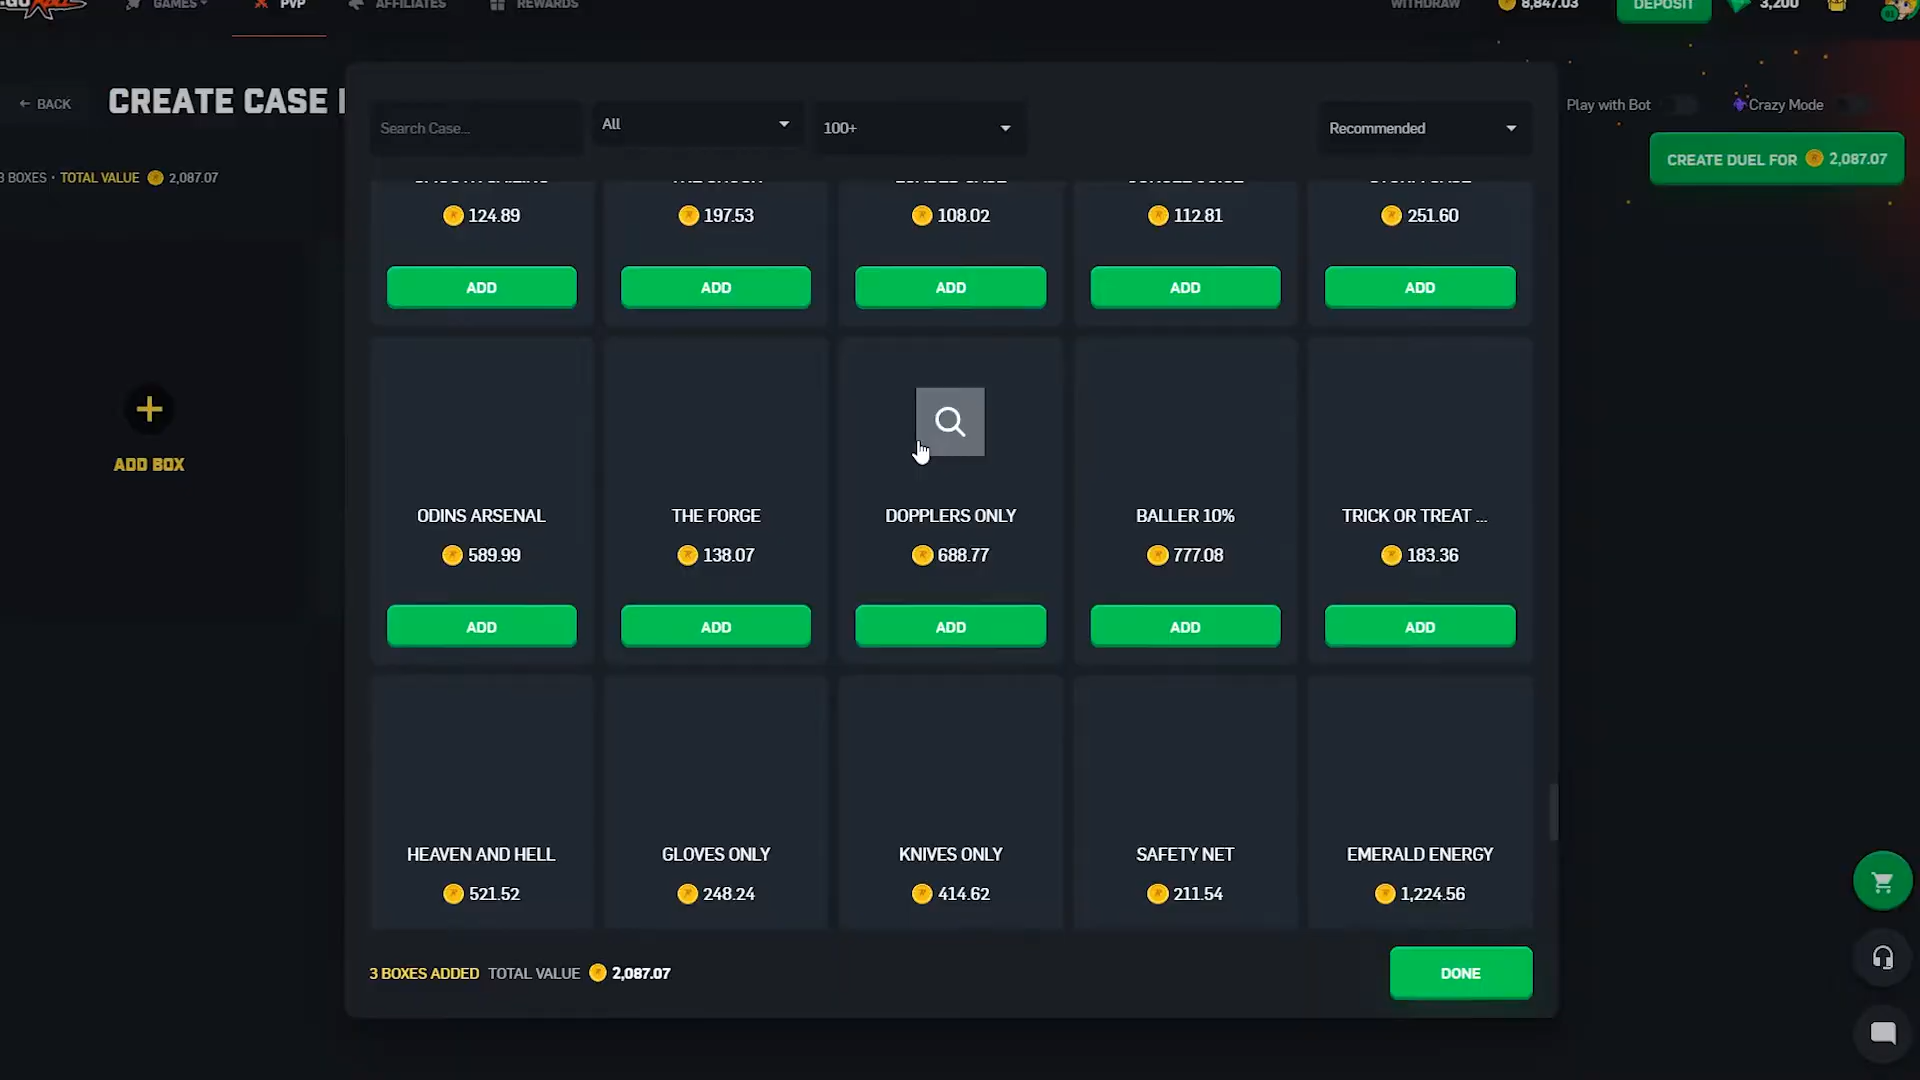 GAMES
PVP
AFFILIATES
REWARDS
WITHDRAW
8,847.03
DEPOSIT
3,200
← BACK
CREATE CASE
Play with Bot
Crazy Mode
Search Case...
All
100+
Recommended
CREATE DUEL FOR 2,087.07
BOXES • TOTAL VALUE 2,087.07
124.89
197.53
108.02
112.81
251.60
ADD
ADD
ADD
ADD
ADD
ADD BOX
ODINS ARSENAL
THE FORGE
DOPPLERS ONLY
BALLER 10%
TRICK OR TREAT ...
589.99
138.07
688.77
777.08
183.36
ADD
ADD
ADD
ADD
ADD
HEAVEN AND HELL
GLOVES ONLY
KNIVES ONLY
SAFETY NET
EMERALD ENERGY
521.52
248.24
414.62
211.54
1,224.56
3 BOXES ADDED TOTAL VALUE 2,087.07
DONE